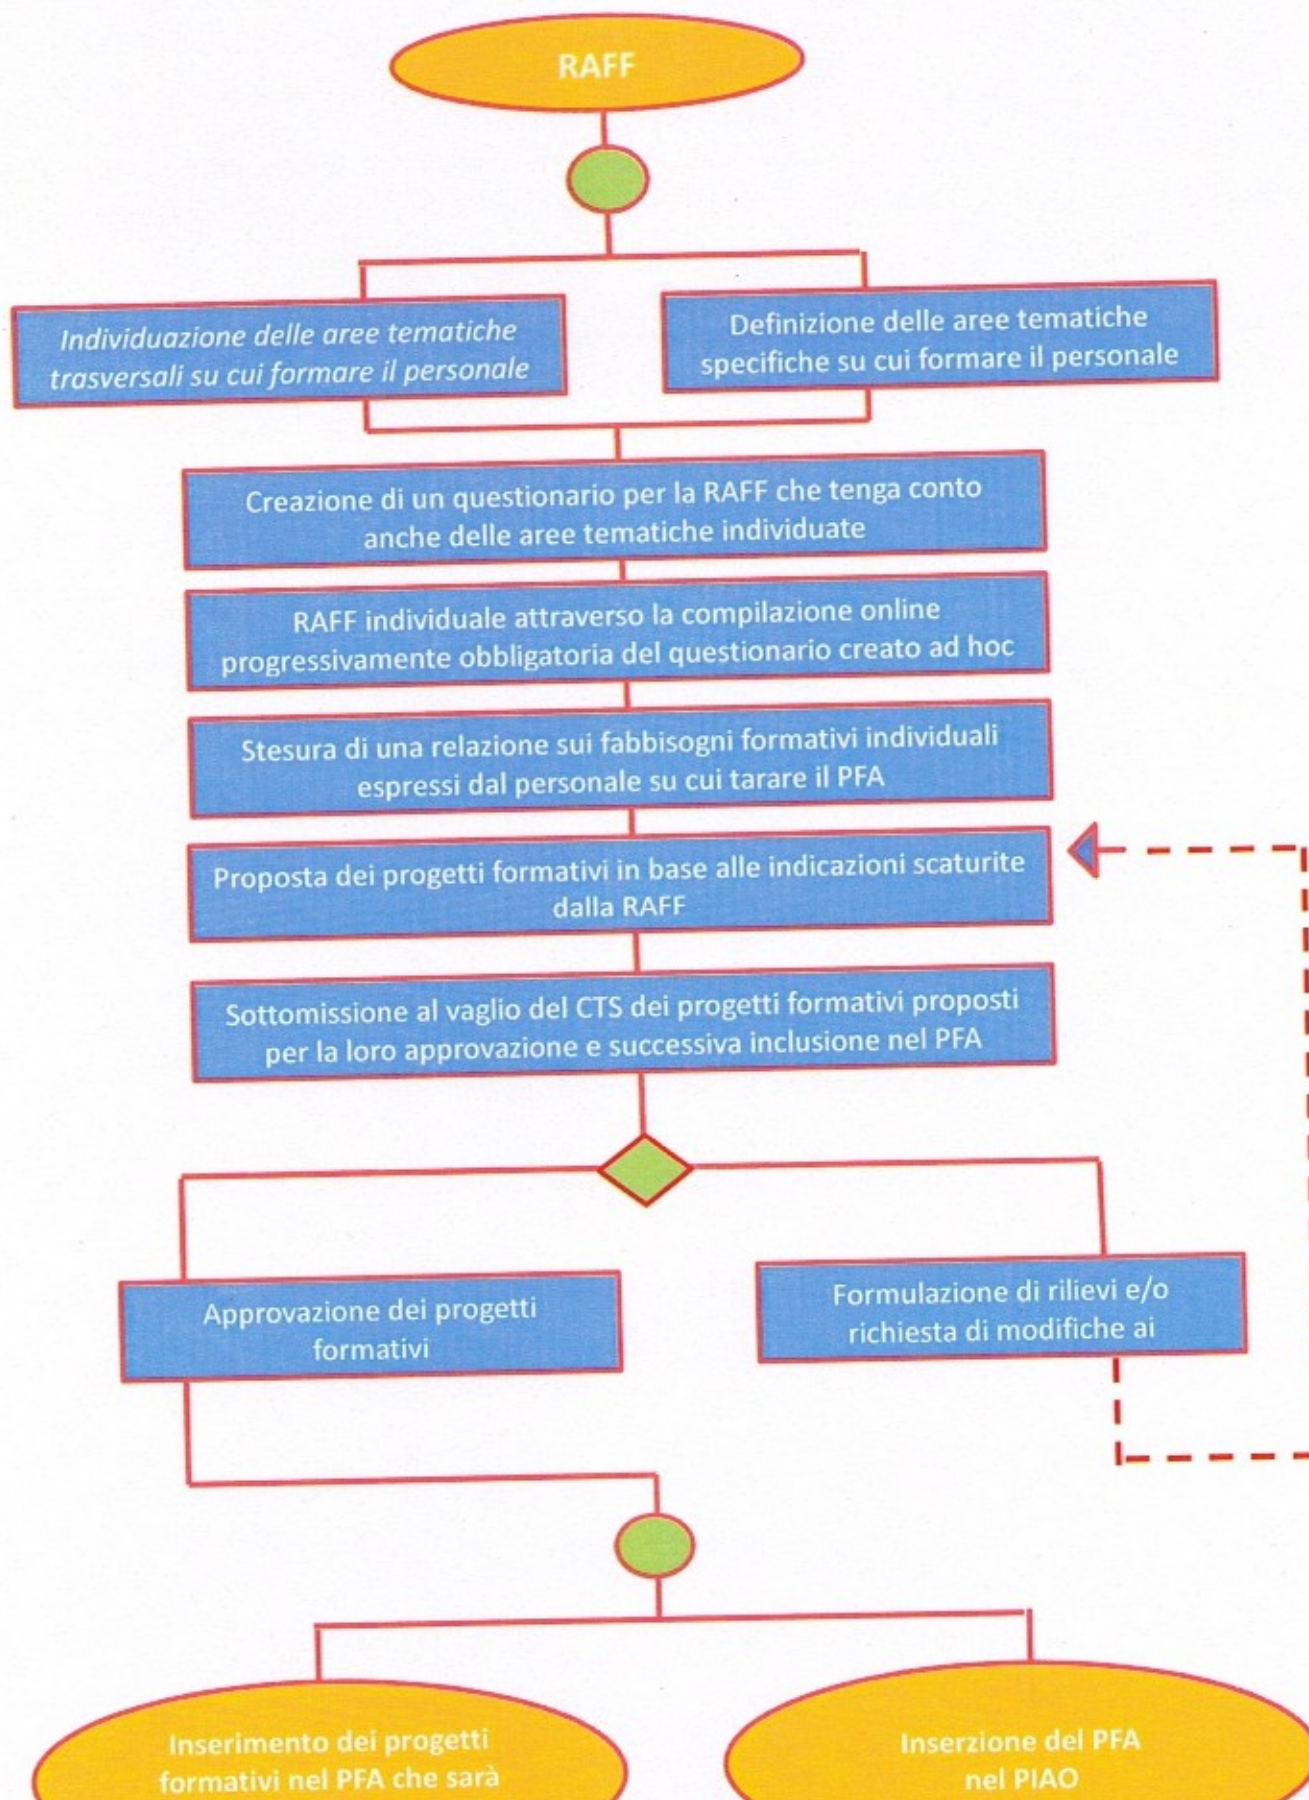 RAFF
Individuazione delle aree tematiche
trasversali su cui formare il personale
Definizione delle aree tematiche
specifiche su cui formare il personale
Creazione di un questionario per la RAFF che tenga conto
anche delle aree tematiche individuate
RAFF individuale attraverso la compilazione online
progressivamente obbligatoria del questionario creato ad hoc
Stesura di una relazione sui fabbisogni formativi individuali
espressi dal personale su cui tarare il PFA
Proposta dei progetti formativi in base alle indicazioni scaturite
dalla RAFF
Sottomissione al vaglio del CTS dei progetti formativi proposti
per la loro approvazione e successiva inclusione nel PFA
Approvazione dei progetti
formativi
Formulazione di rilievi e/o
richiesta di modifiche ai
Inserimento dei progetti
formativi nel PFA che sarà
Inserzione del PFA
nel PIAO